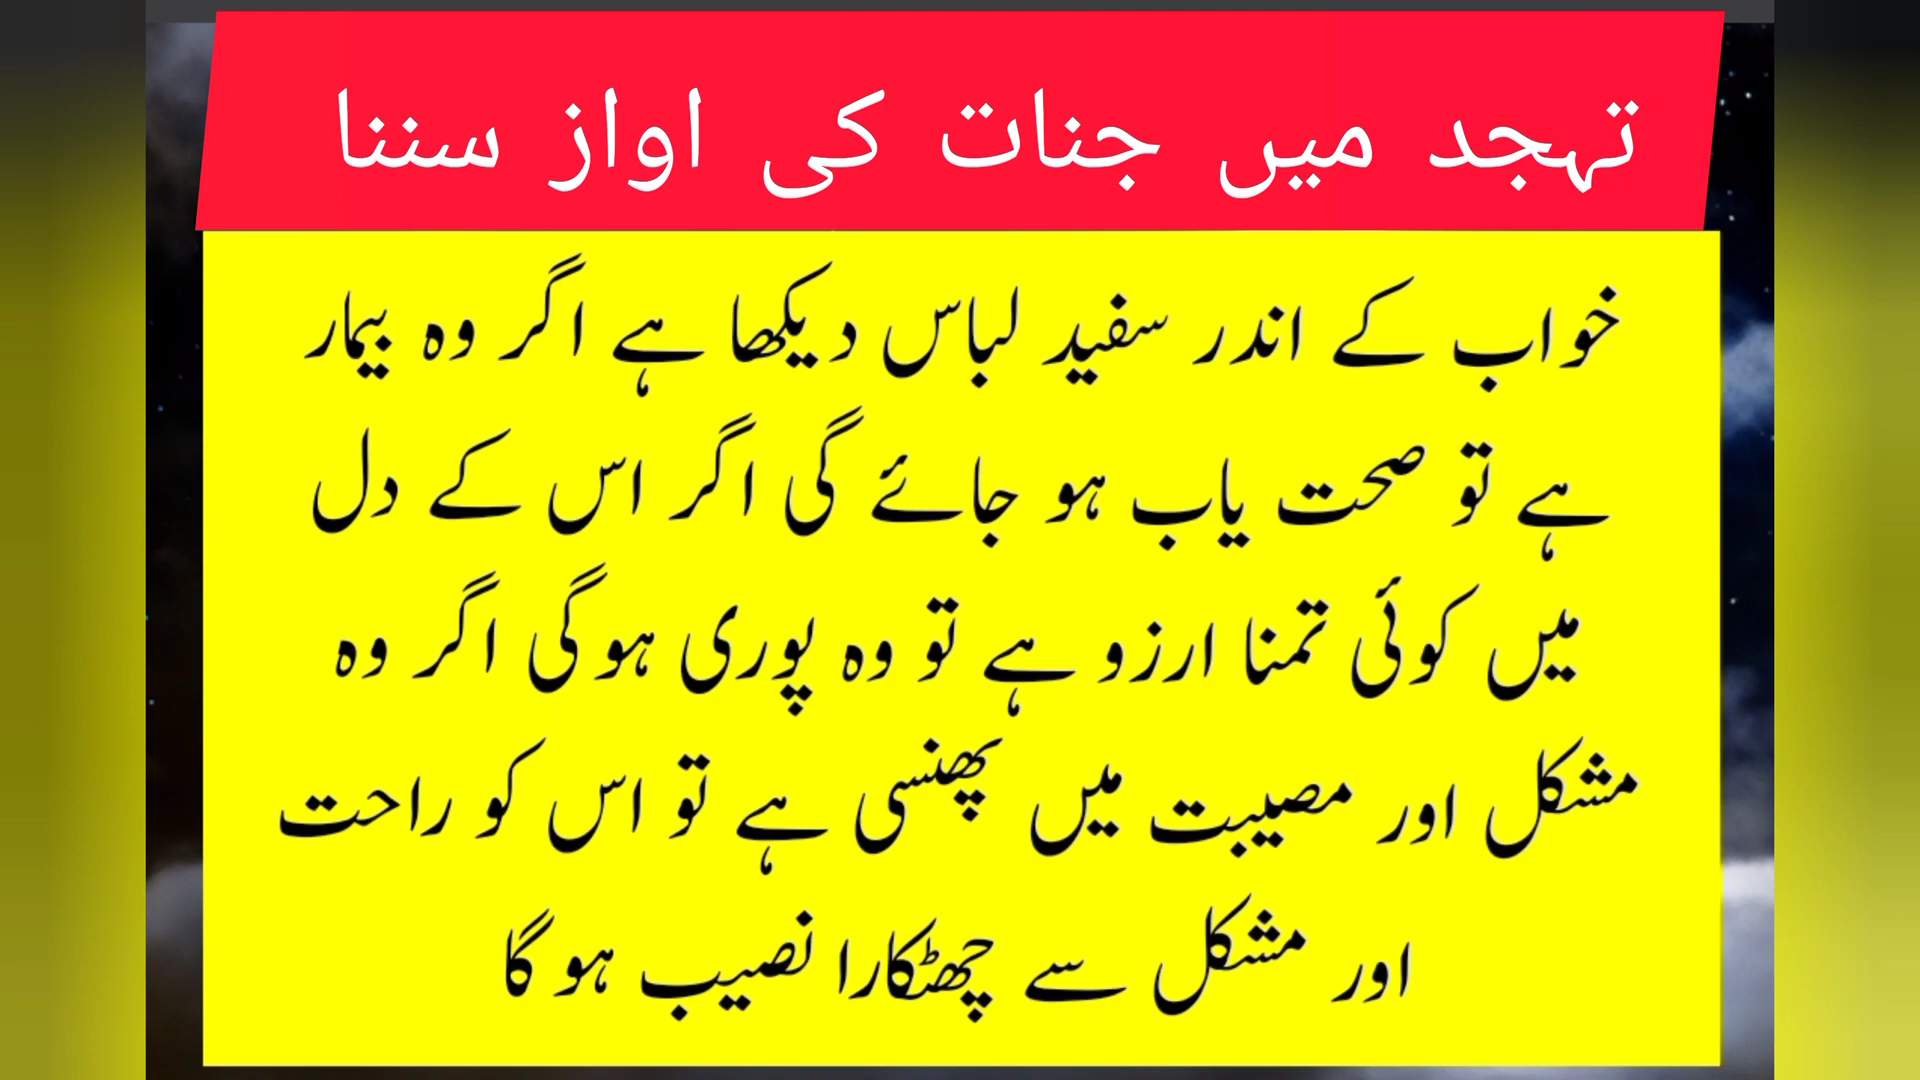 تہجد میں جنات کی اواز سننا
خواب کے اندر سفید لباس دیکھا ہے اگر وہ بیمار
ہے تو صحت یاب ہو جائے گی اگر اس کے دل
میں کوئی تمنا ارزو ہے تو وہ پوری ہوگی اگر وہ
مشکل اور مصیبت میں پھنسی ہے تو اس کو راحت
اور مشکل سے چھٹکارا نصیب ہو گا